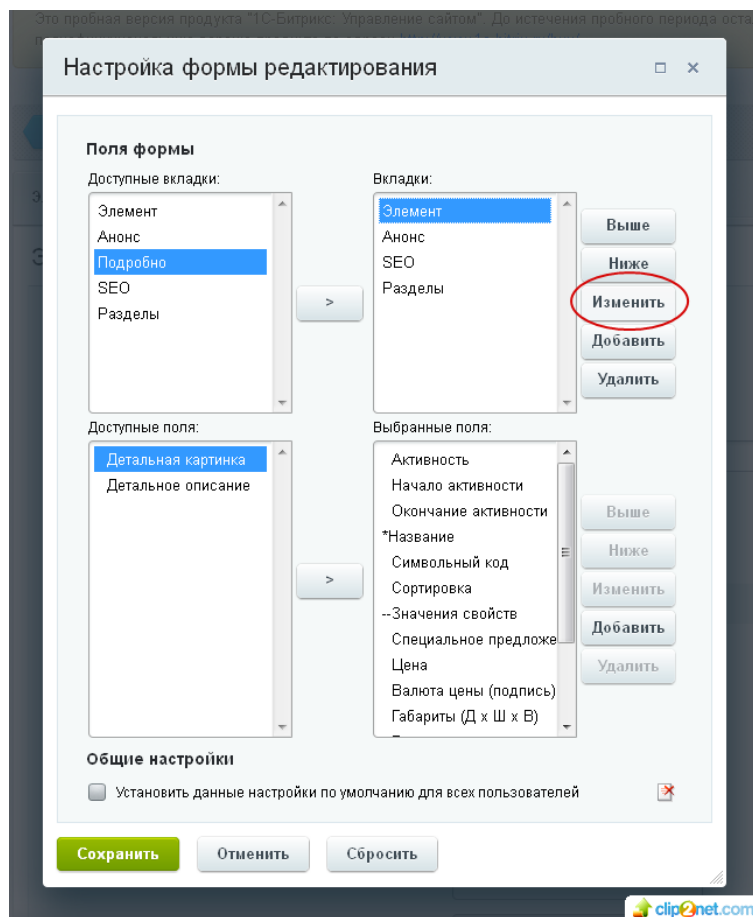 Это пробная версия продукта "1С-Битрикс: Управление сайтом". До истечения пробного периода оста
Настройка формы редактирования
Поля формы
Доступные вкладки:
Вкладки:
Элемент
Анонс
Подробно
SEO
Разделы
>
Элемент
Анонс
SEO
Разделы
Выше
Ниже
Изменить
Добавить
Удалить
Доступные поля:
Выбранные поля:
Детальная картинка
Детальное описание
>
Активность
Начало активности
Окончание активности
*Название
Символьный код
Сортировка
--Значения свойств
Специальное предложе
Цена
Валюта цены (подпись)
Габариты (Д x Ш x В)
Выше
Ниже
Изменить
Добавить
Удалить
Общие настройки
Установить данные настройки по умолчанию для всех пользователей
Сохранить
Отменить
Сбросить
clip2net.com